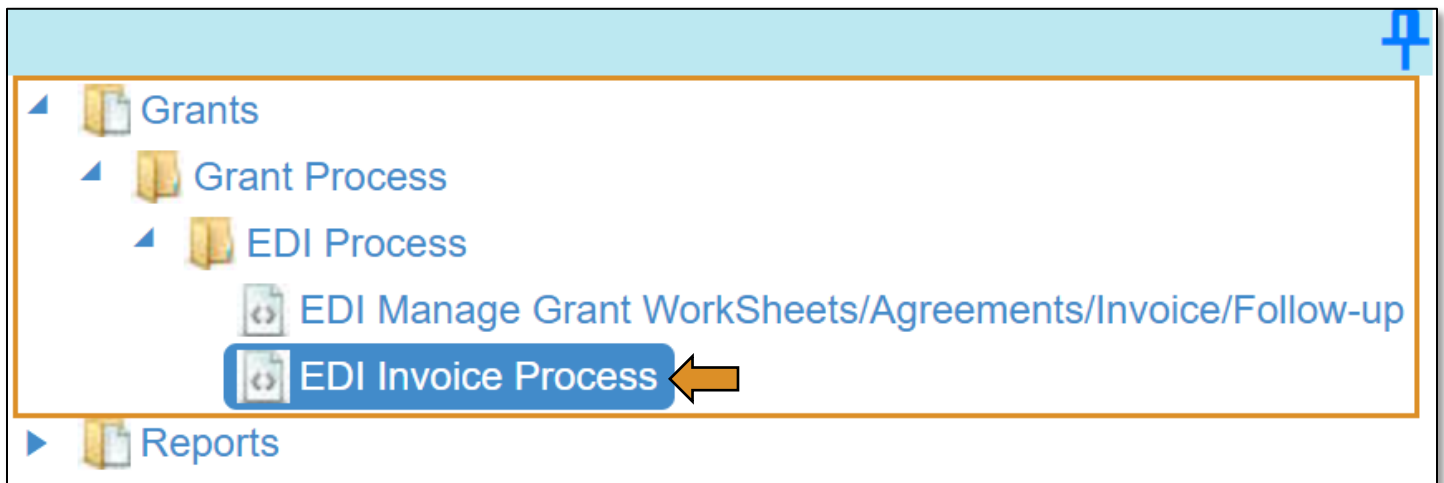 Grants
Grant Process
EDI Process
EDI Manage Grant WorkSheets/Agreements/Invoice/Follow-up
EDI Invoice Process
Reports